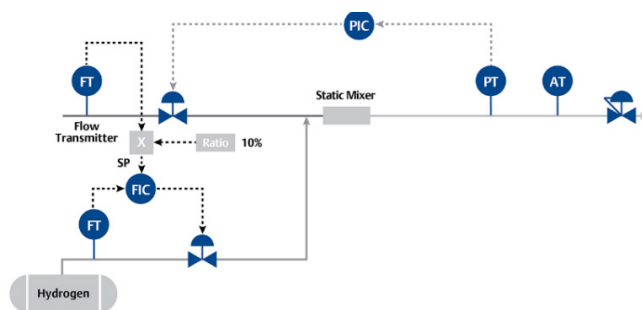 PIC
FT
PT
AT
Static Mixer
Flow
Transmitter
X
Ratio
10%
SP
FIC
FT
Hydrogen